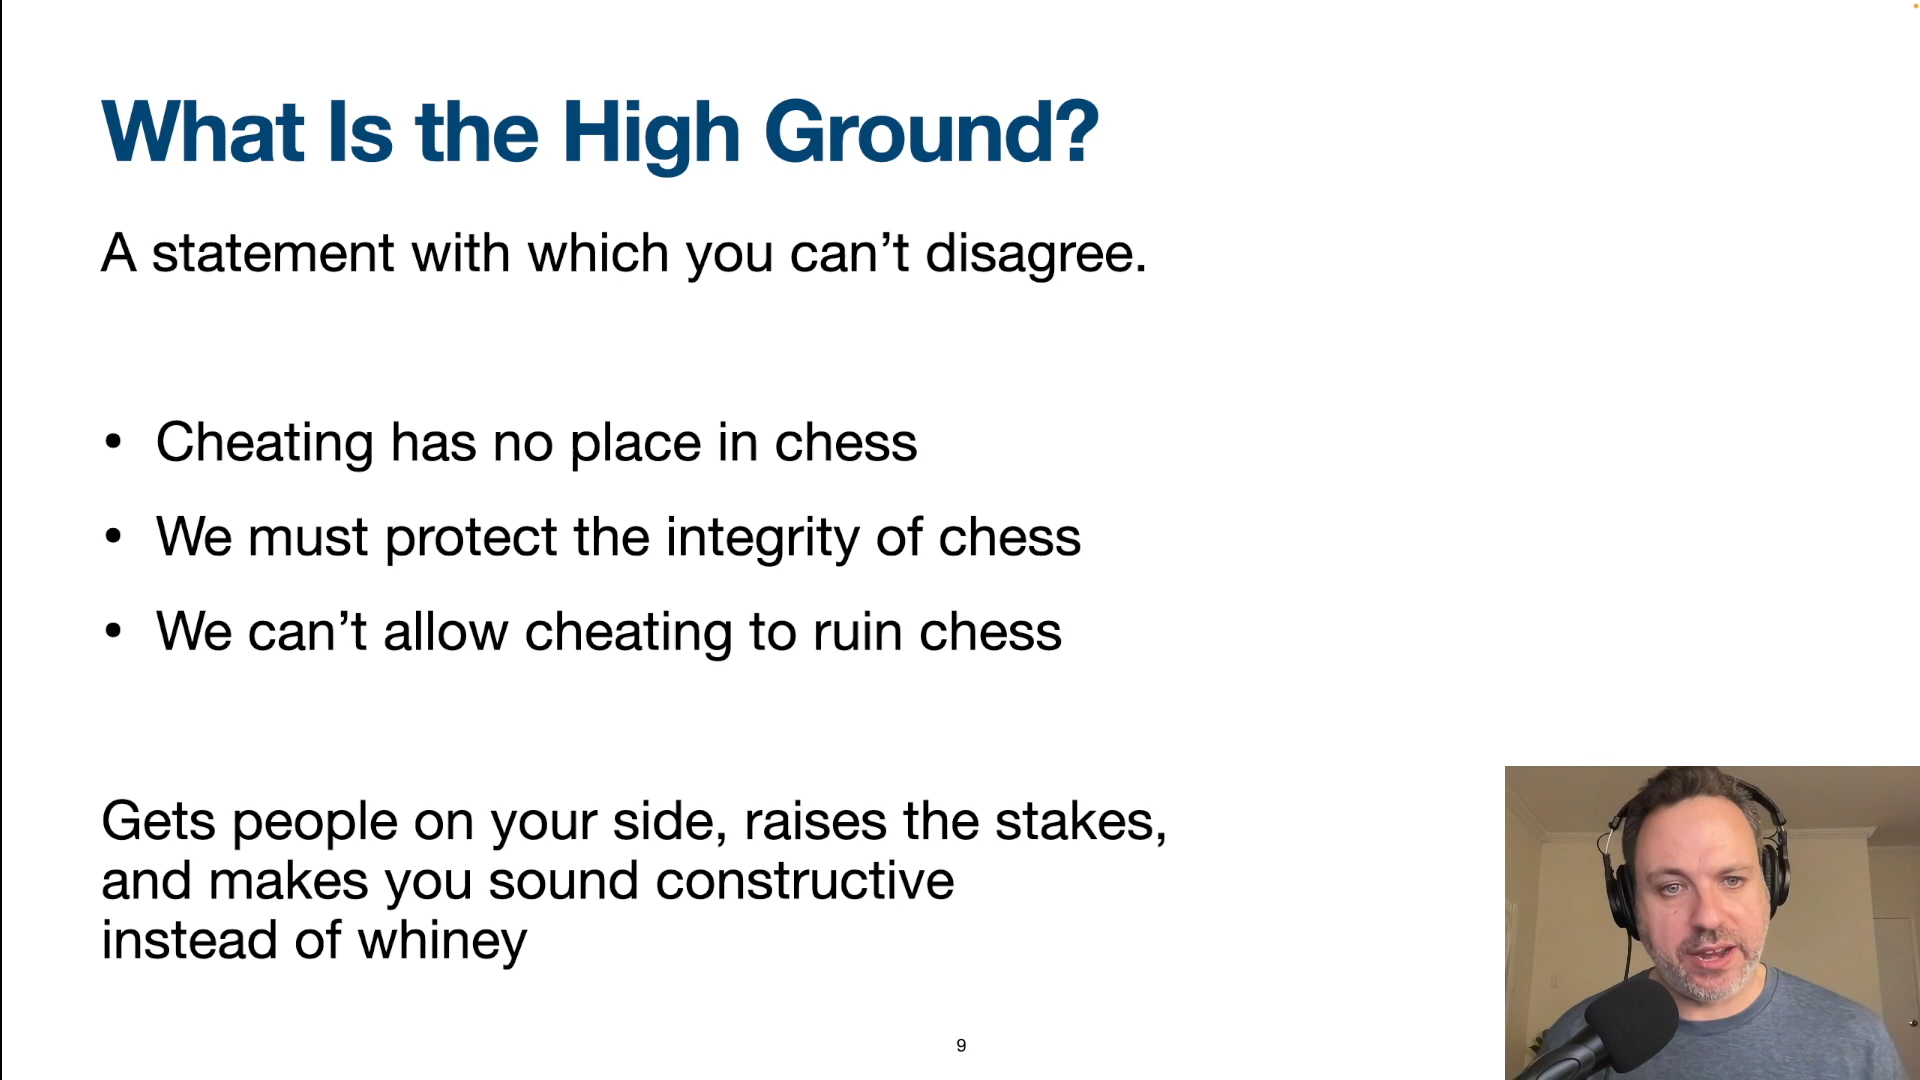 What Is the High Ground?
A statement with which you can’t disagree.
• Cheating has no place in chess
• We must protect the integrity of chess
• We can’t allow cheating to ruin chess
Gets people on your side, raises the stakes,
and makes you sound constructive
instead of whiney
9